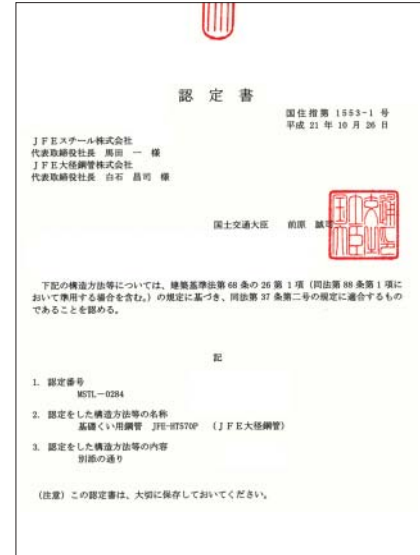 認定書
国住指第 1553-1 号
平成 21 年 10 月 26 日
JFEスチール株式会社
代表取締役社長 馬田 一 様
JFE大径鋼管株式会社
代表取締役社長 白石 昌司 様
国土交通大臣 前原 誠司
下記の構造方法等については、建築基準法第 68 条の 26 第 1 項（同法第 88 条第 1 項に
おいて準用する場合を含む。）の規定に基づき、同法第 37 条第二号の規定に適合するもの
であることを認める。
記
1. 認定番号
MSTL－0284
2. 認定をした構造方法等の名称
基礎ぐい用鋼管 JFE-HT570P （JFE大径鋼管）
3. 認定をした構造方法等の内容
別添の通り
（注意）この認定書は、大切に保存しておいてください。